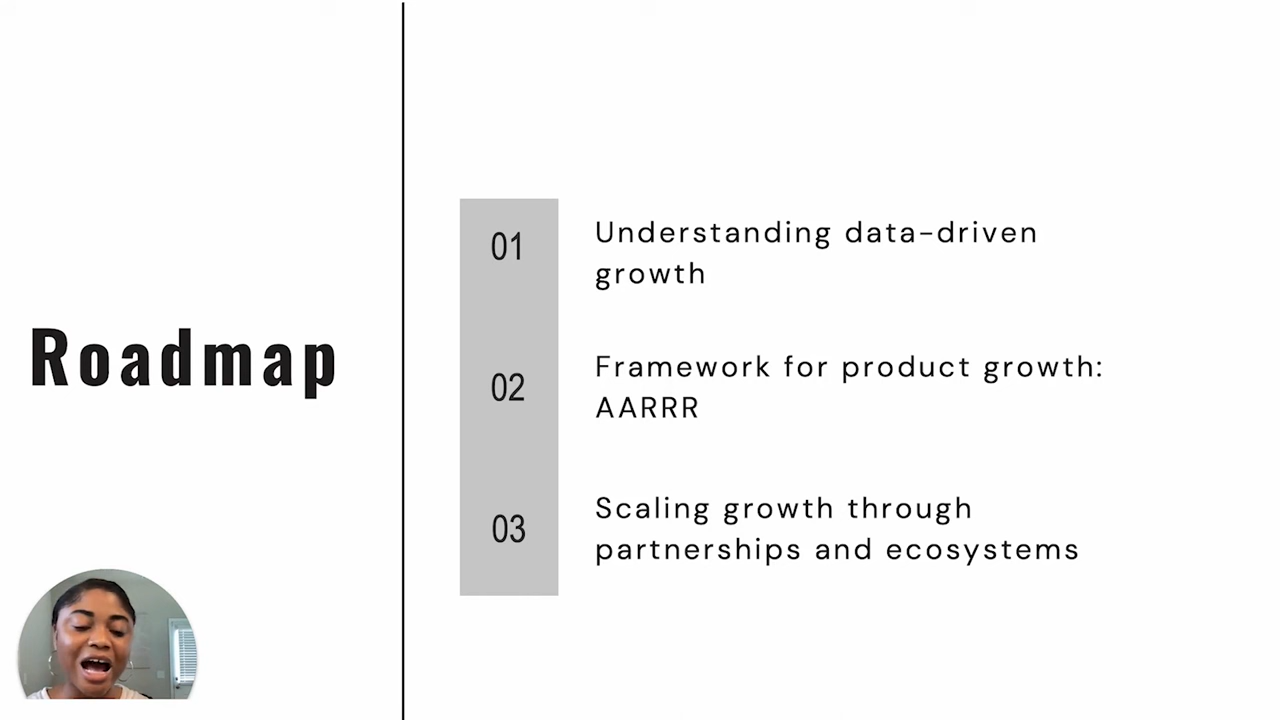 Roadmap
01
Understanding data-driven
growth
02
Framework for product growth:
AARRR
03
Scaling growth through
partnerships and ecosystems